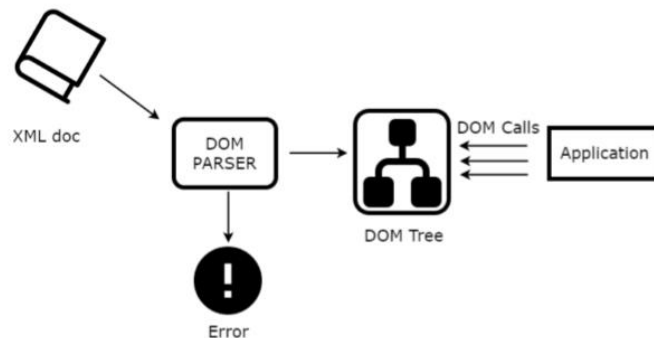 XML doc
DOM
PARSER
DOM Calls
Application
DOM Tree
Error